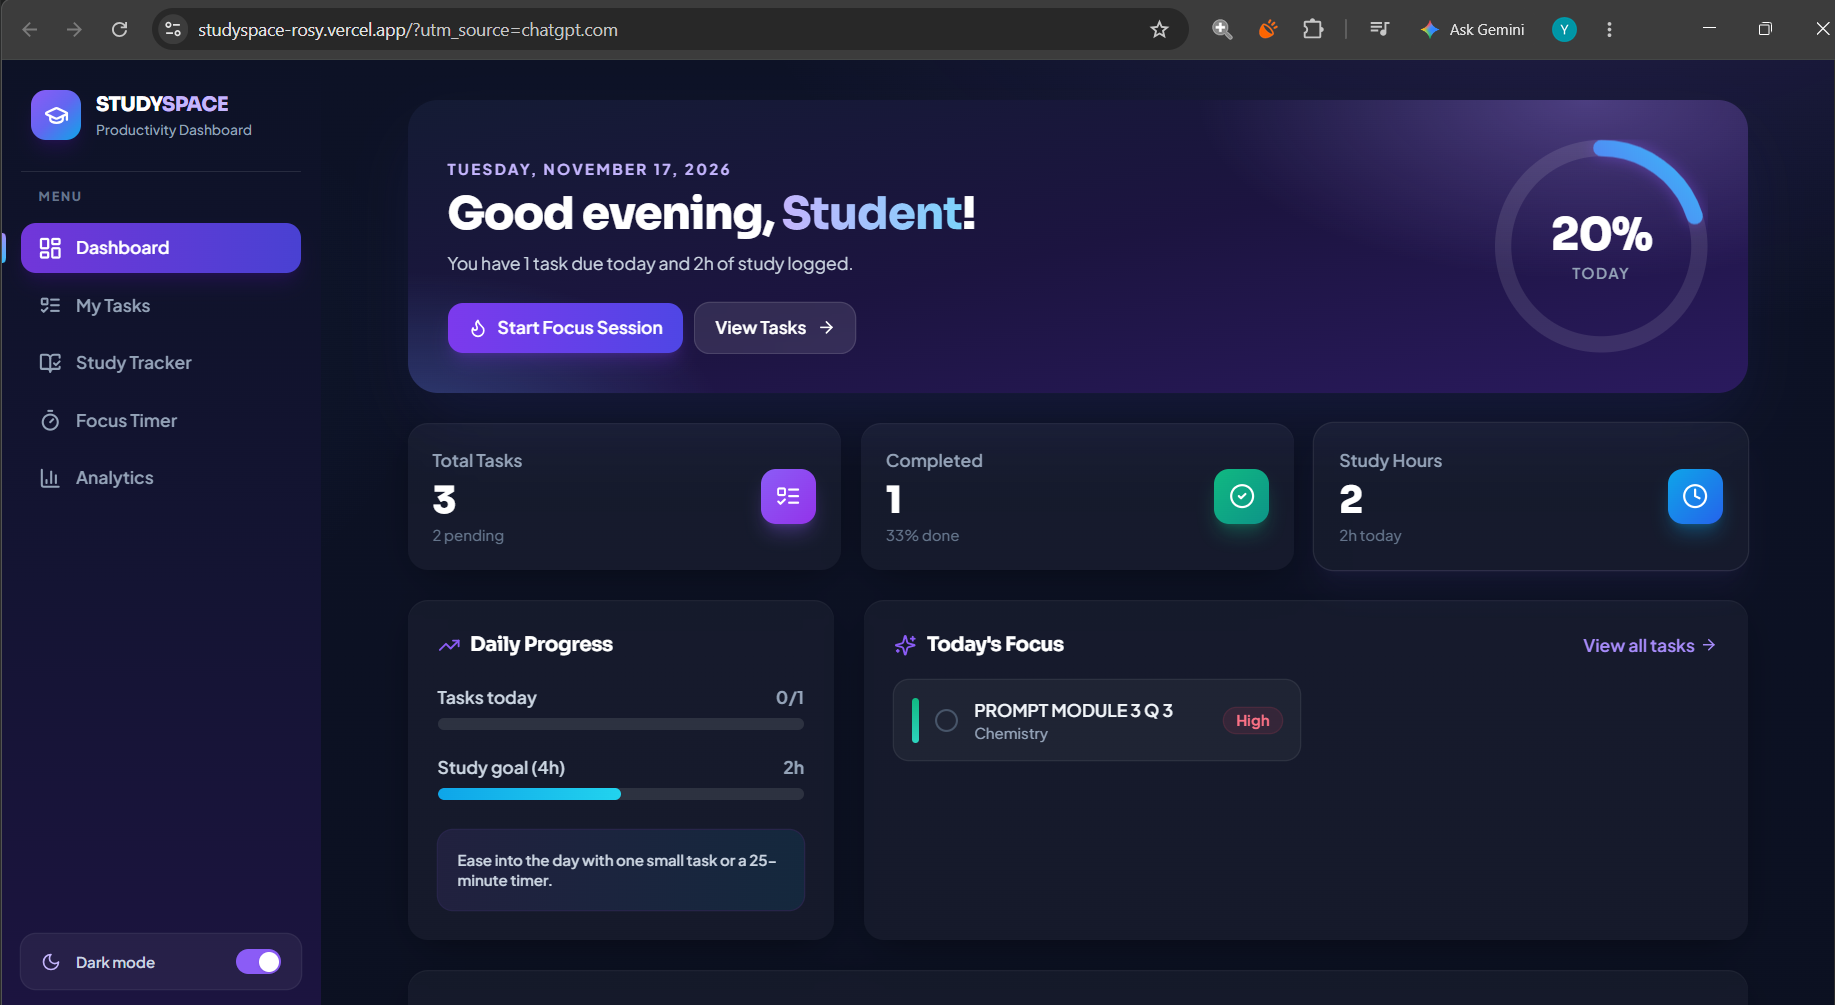 studyspace-rosy.vercel.app/?utm_source=chatgpt.com
Ask Gemini
Y
STUDYSPACE
Productivity Dashboard
MENU
Dashboard
My Tasks
Study Tracker
Focus Timer
Analytics
Dark mode
TUESDAY, NOVEMBER 17, 2026
Good evening, Student!
You have 1 task due today and 2h of study logged.
Start Focus Session
View Tasks →
20%
TODAY
Total Tasks
3
2 pending
Completed
1
33% done
Study Hours
2
2h today
Daily Progress
Tasks today 0/1
Study goal (4h) 2h
Ease into the day with one small task or a 25-
minute timer.
Today's Focus
View all tasks →
PROMPT MODULE 3 Q 3
Chemistry
High